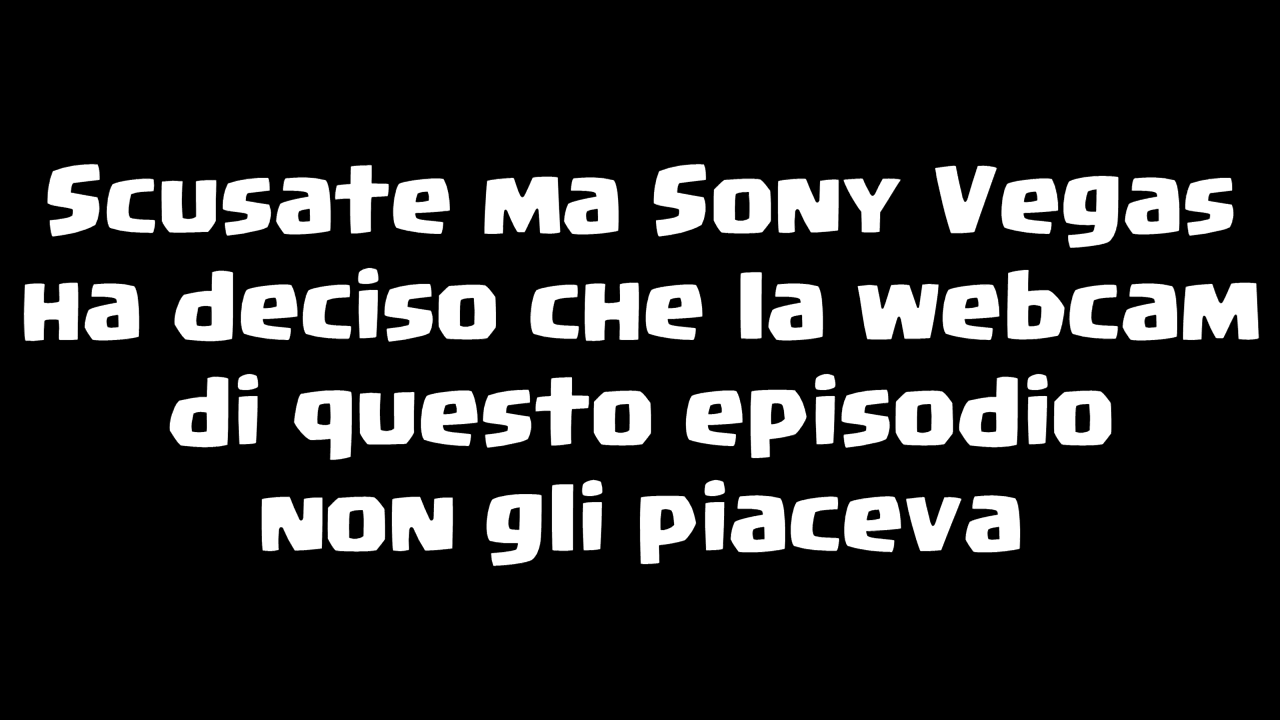 Scusate ma Sony Vegas
ha deciso che la webcam
di questo episodio
non gli piaceva